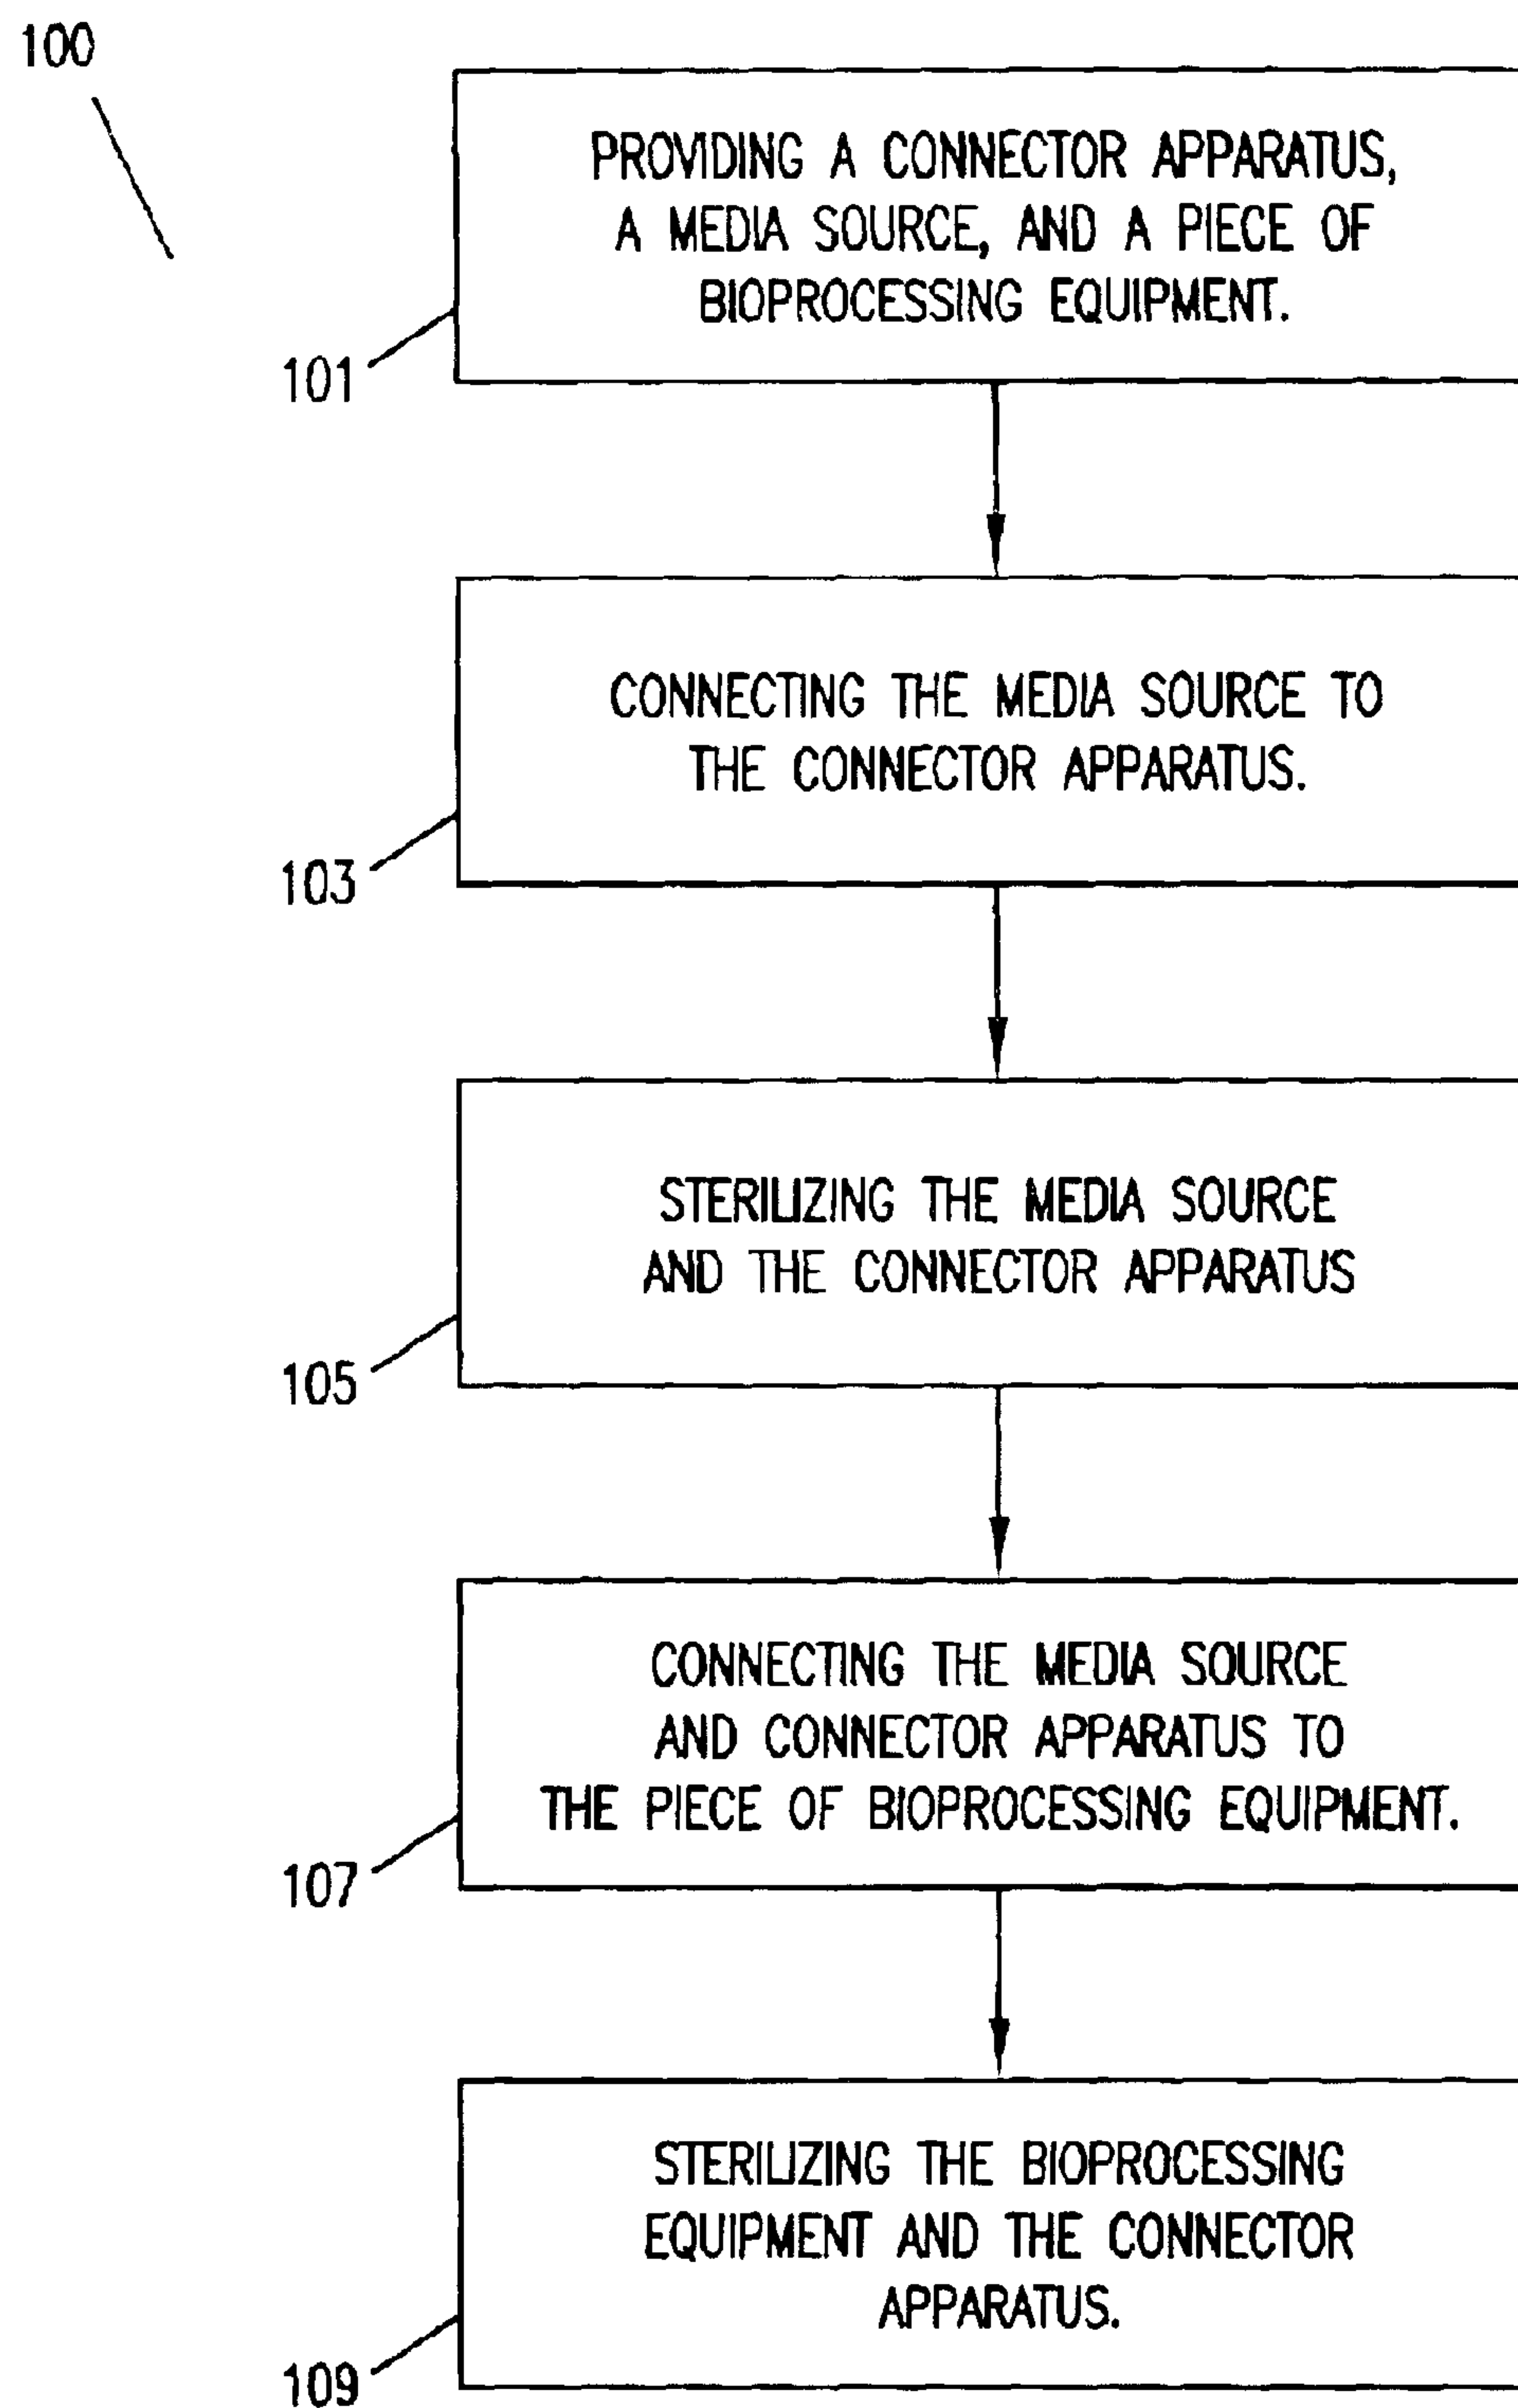 100
PROVIDING A CONNECTOR APPARATUS,
A MEDIA SOURCE, AND A PIECE OF
BIOPROCESSING EQUIPMENT.
101
CONNECTING THE MEDIA SOURCE TO
THE CONNECTOR APPARATUS.
103
STERILIZING THE MEDIA SOURCE
AND THE CONNECTOR APPARATUS
105
CONNECTING THE MEDIA SOURCE
AND CONNECTOR APPARATUS TO
THE PIECE OF BIOPROCESSING EQUIPMENT.
107
STERILIZING THE BIOPROCESSING
EQUIPMENT AND THE CONNECTOR
APPARATUS.
109